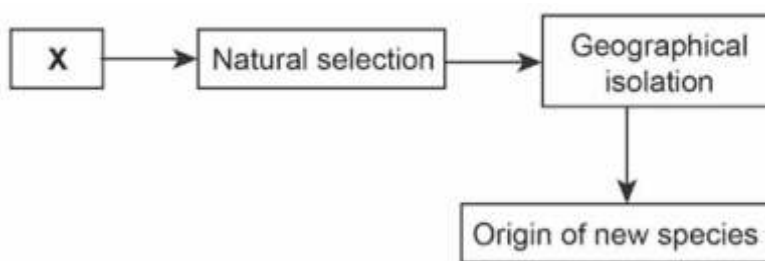 X
Natural selection
Geographical
isolation
Origin of new species